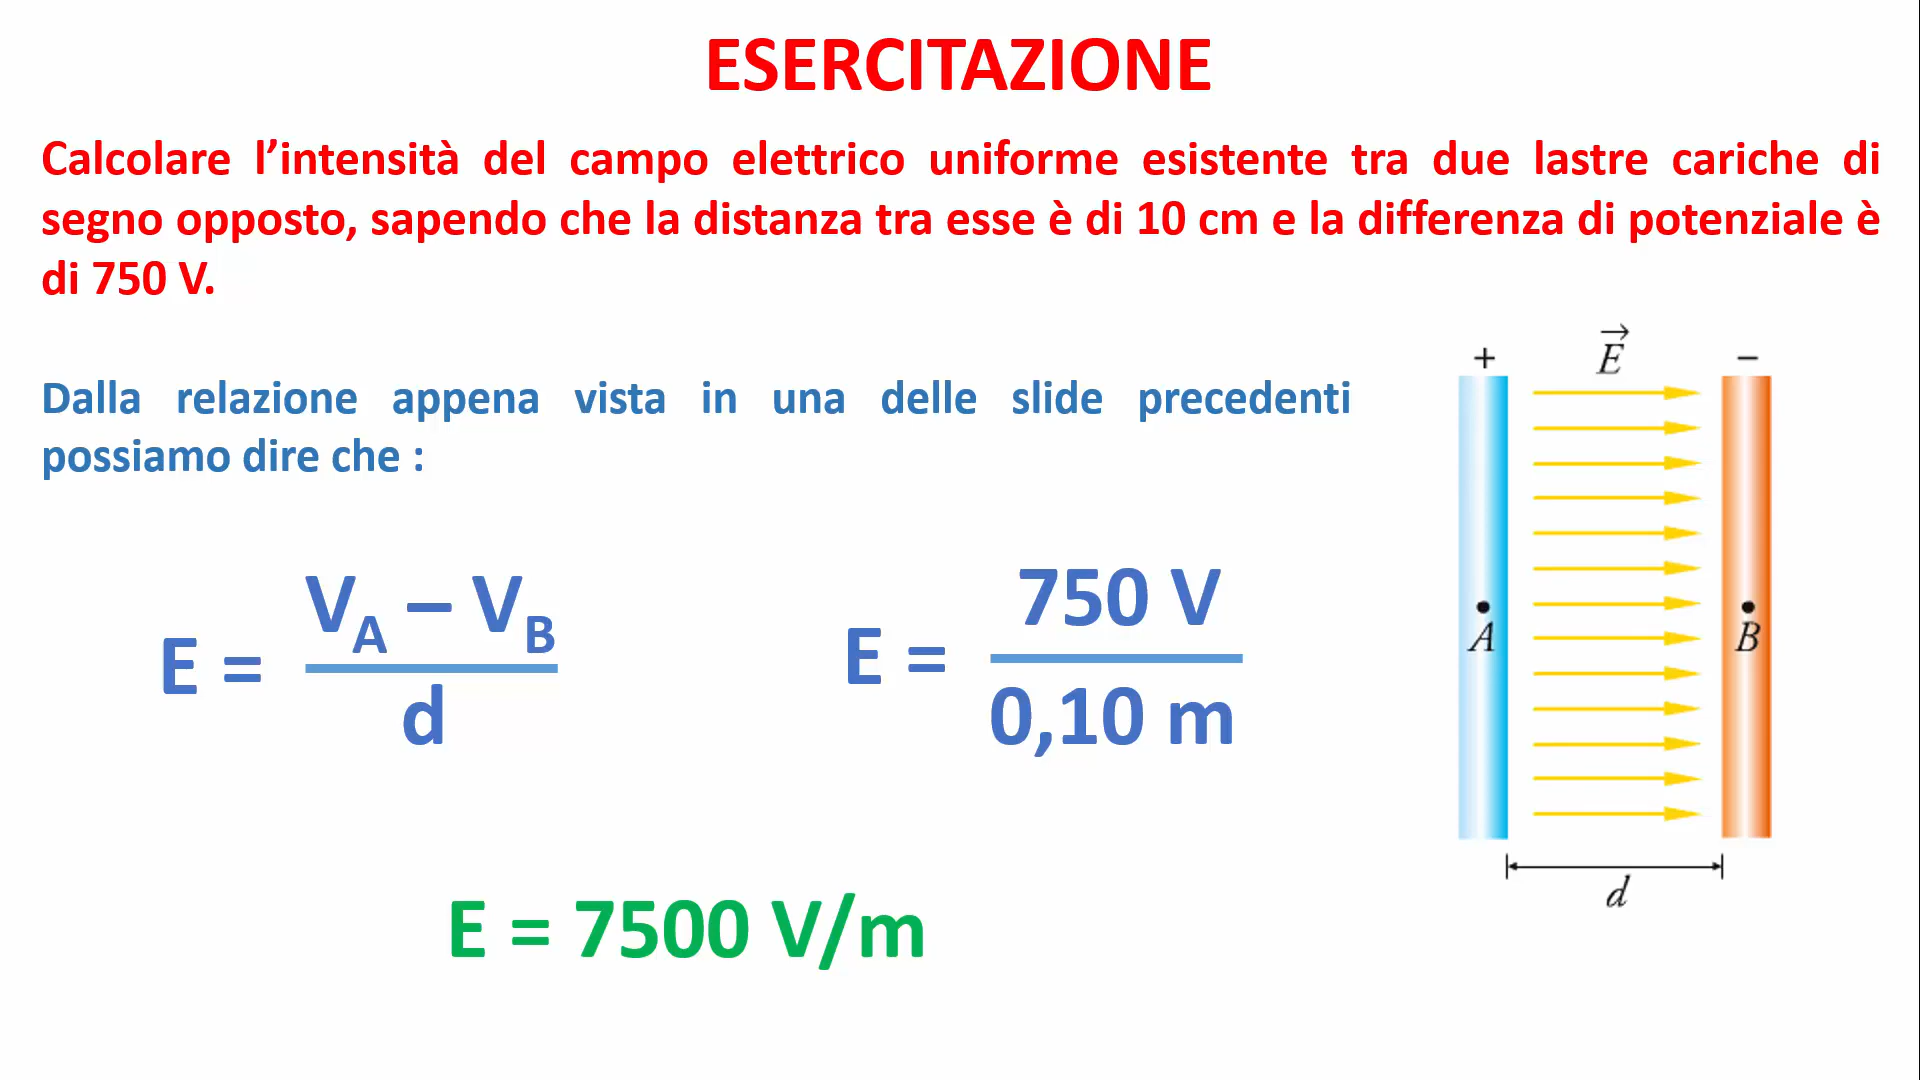 ESERCITAZIONE
Calcolare l’intensità del campo elettrico uniforme esistente tra due lastre cariche di
segno opposto, sapendo che la distanza tra esse è di 10 cm e la differenza di potenziale è
di 750 V.
Dalla relazione appena vista in una delle slide precedenti
possiamo dire che :
E = (V_A – V_B) / d
E = 750 V / 0,10 m
E = 7500 V/m
+ E⃗ −
A B
d